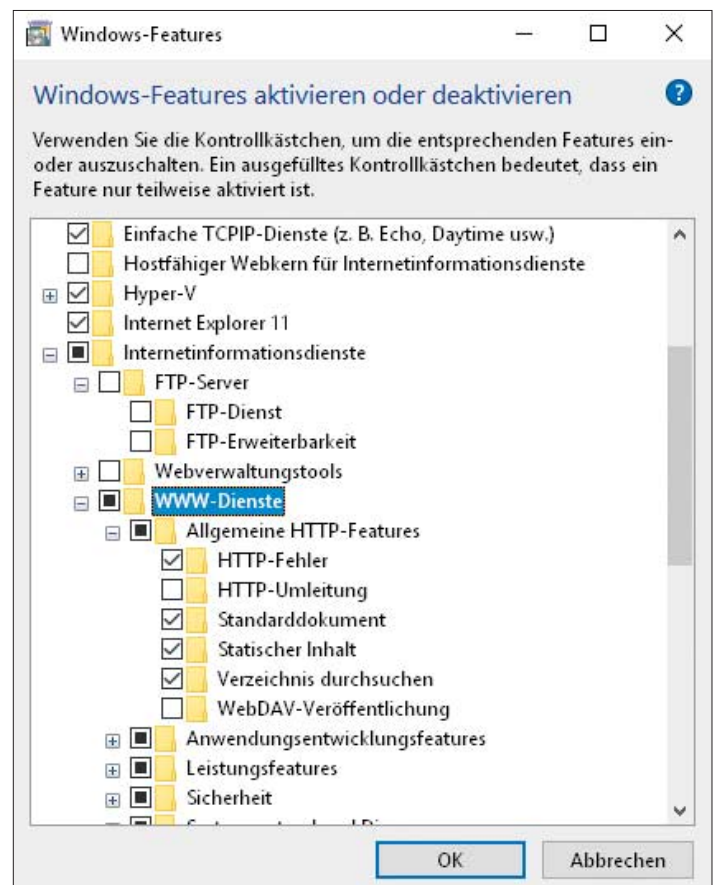 Windows-Features
Windows-Features aktivieren oder deaktivieren
?
Verwenden Sie die Kontrollkästchen, um die entsprechenden Features ein-
oder auszuschalten. Ein ausgefülltes Kontrollkästchen bedeutet, dass ein
Feature nur teilweise aktiviert ist.
Einfache TCPIP-Dienste (z. B. Echo, Daytime usw.)
Hostfähiger Webkern für Internetinformationsdienste
Hyper-V
Internet Explorer 11
Internetinformationsdienste
FTP-Server
FTP-Dienst
FTP-Erweiterbarkeit
Webverwaltungstools
WWW-Dienste
Allgemeine HTTP-Features
HTTP-Fehler
HTTP-Umleitung
Standarddokument
Statischer Inhalt
Verzeichnis durchsuchen
WebDAV-Veröffentlichung
Anwendungsentwicklungsfeatures
Leistungsfeatures
Sicherheit
OK
Abbrechen